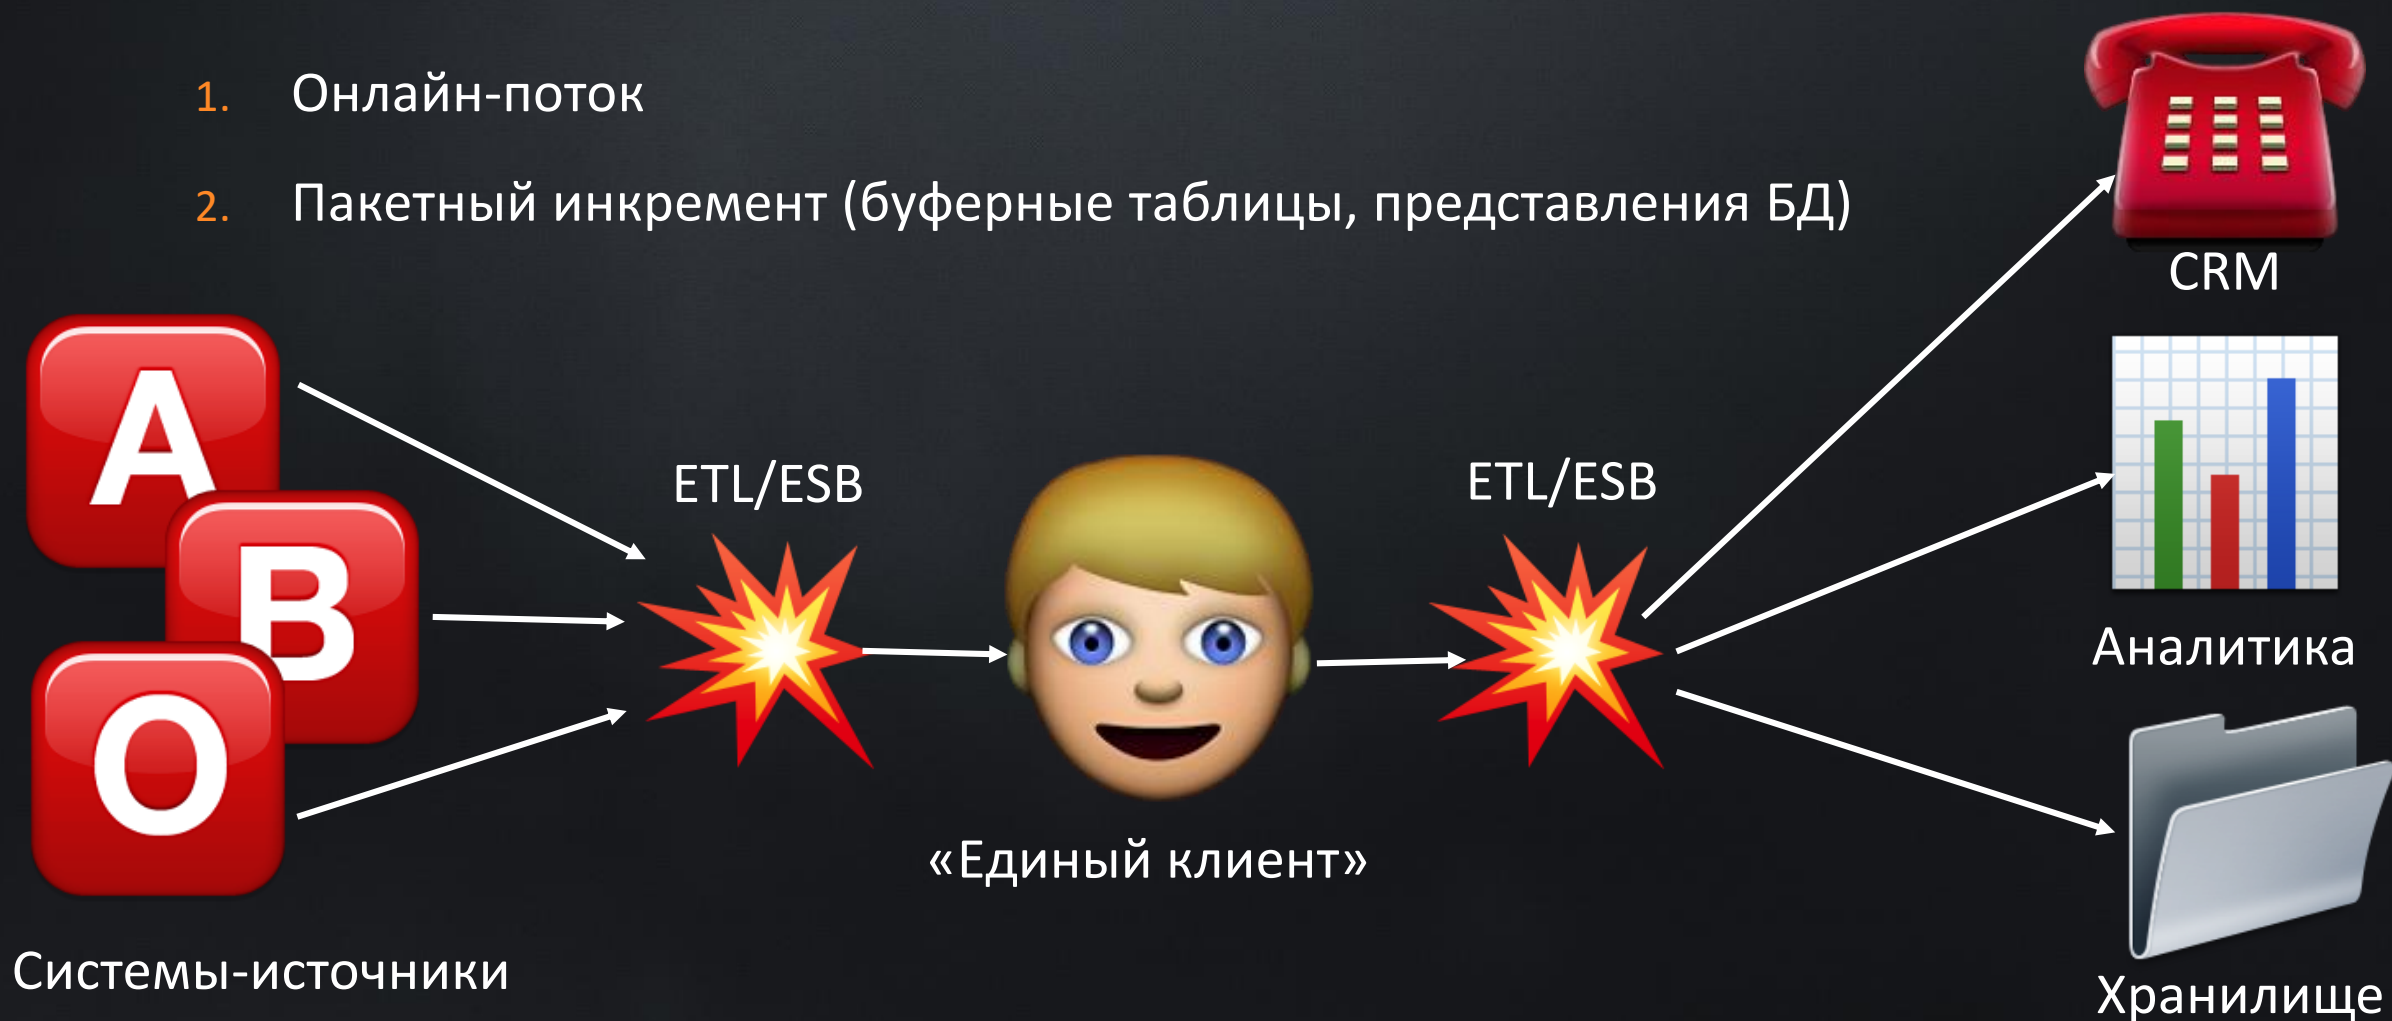 1. Онлайн-поток
2. Пакетный инкремент (буферные таблицы, представления БД)
CRM
A
B
O
ETL/ESB
ETL/ESB
«Единый клиент»
Аналитика
Системы-источники
Хранилище